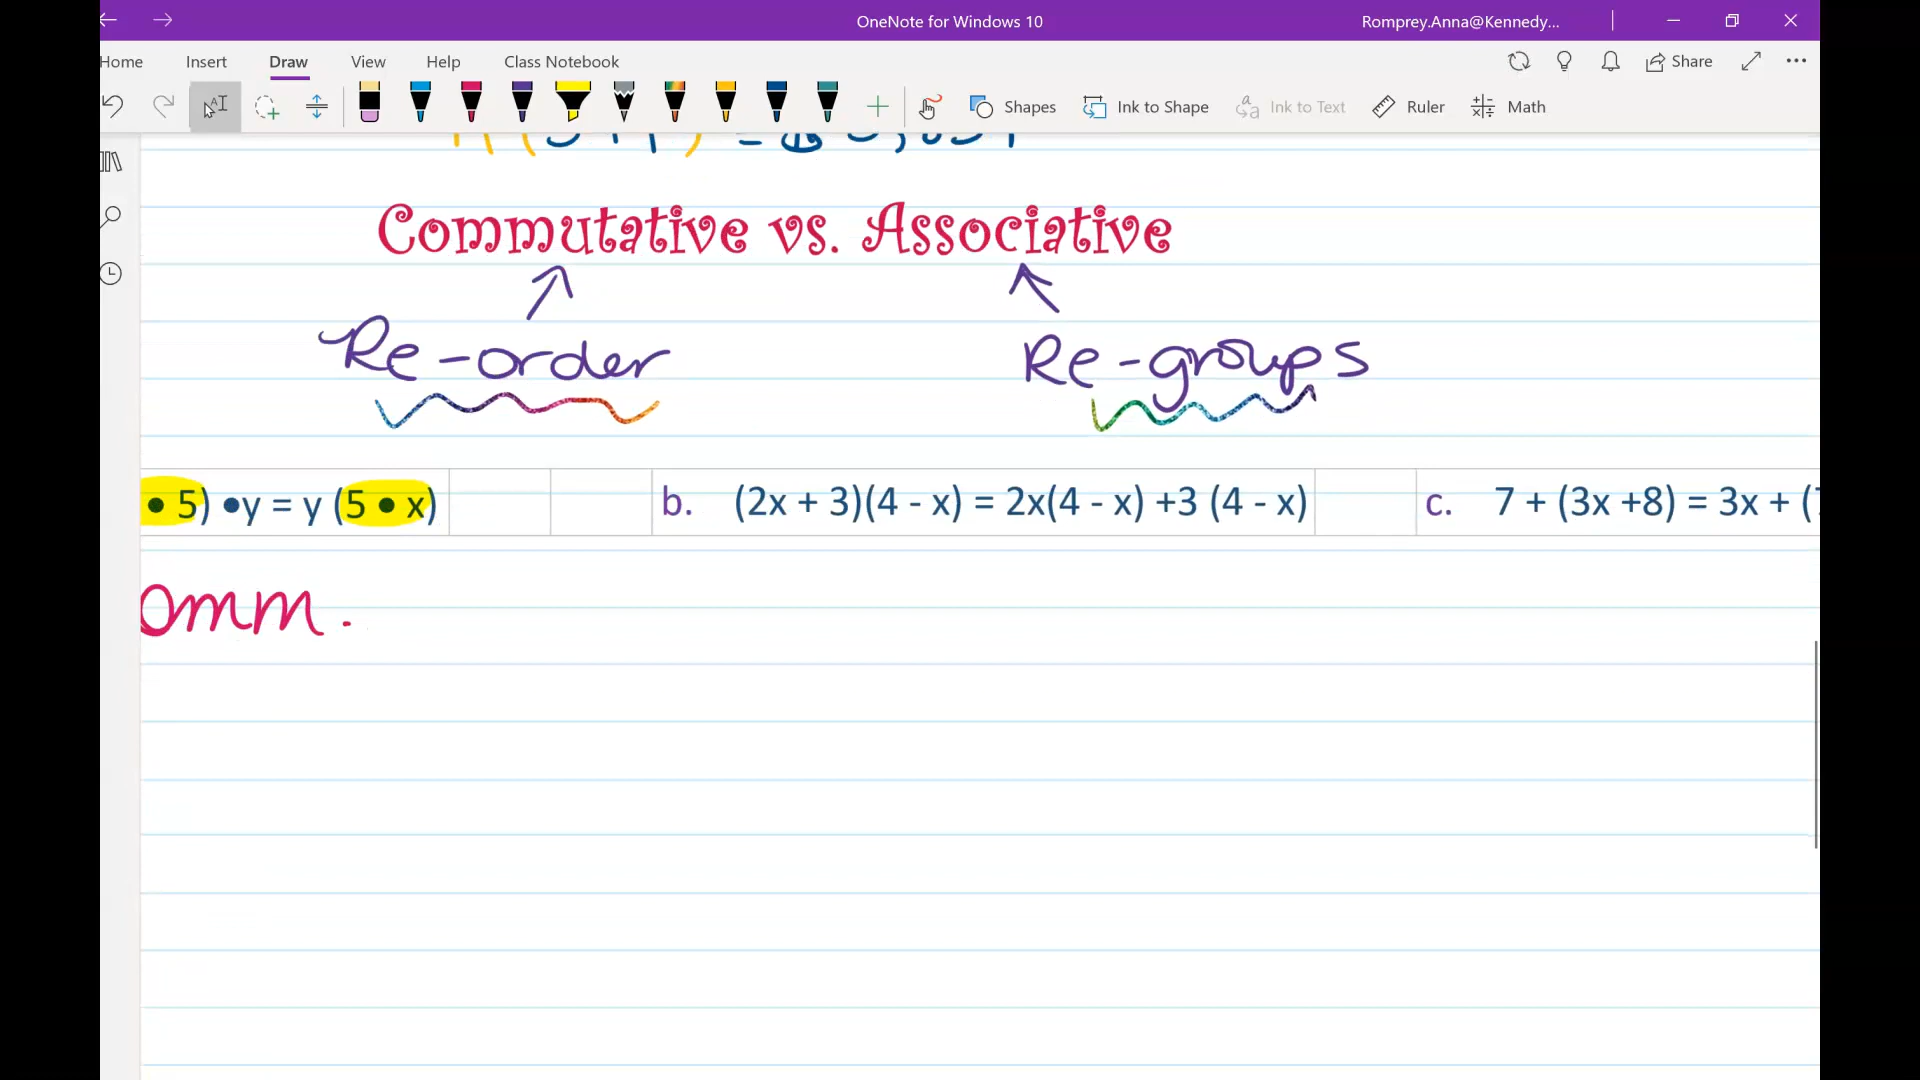 OneNote for Windows 10
Romprey.Anna@Kennedy...
Home Insert Draw View Help Class Notebook
Share
Shapes Ink to Shape Ink to Text Ruler Math
Commutative vs. Associative
Re-order Re-groups
• 5) •y = y (5 • x) b. (2x + 3)(4 - x) = 2x(4 - x) +3 (4 - x) c. 7 + (3x +8) = 3x + (
omm.